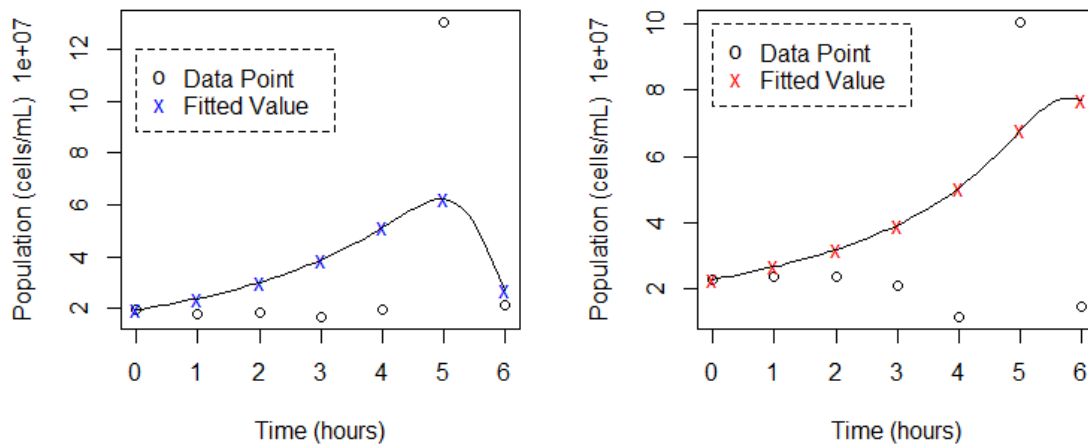 Population (cells/mL) 1e+07
12
10
8
6
4
2
o Data Point
x Fitted Value
0 1 2 3 4 5 6
Time (hours)
Population (cells/mL) 1e+07
10
8
6
4
2
o Data Point
x Fitted Value
0 1 2 3 4 5 6
Time (hours)